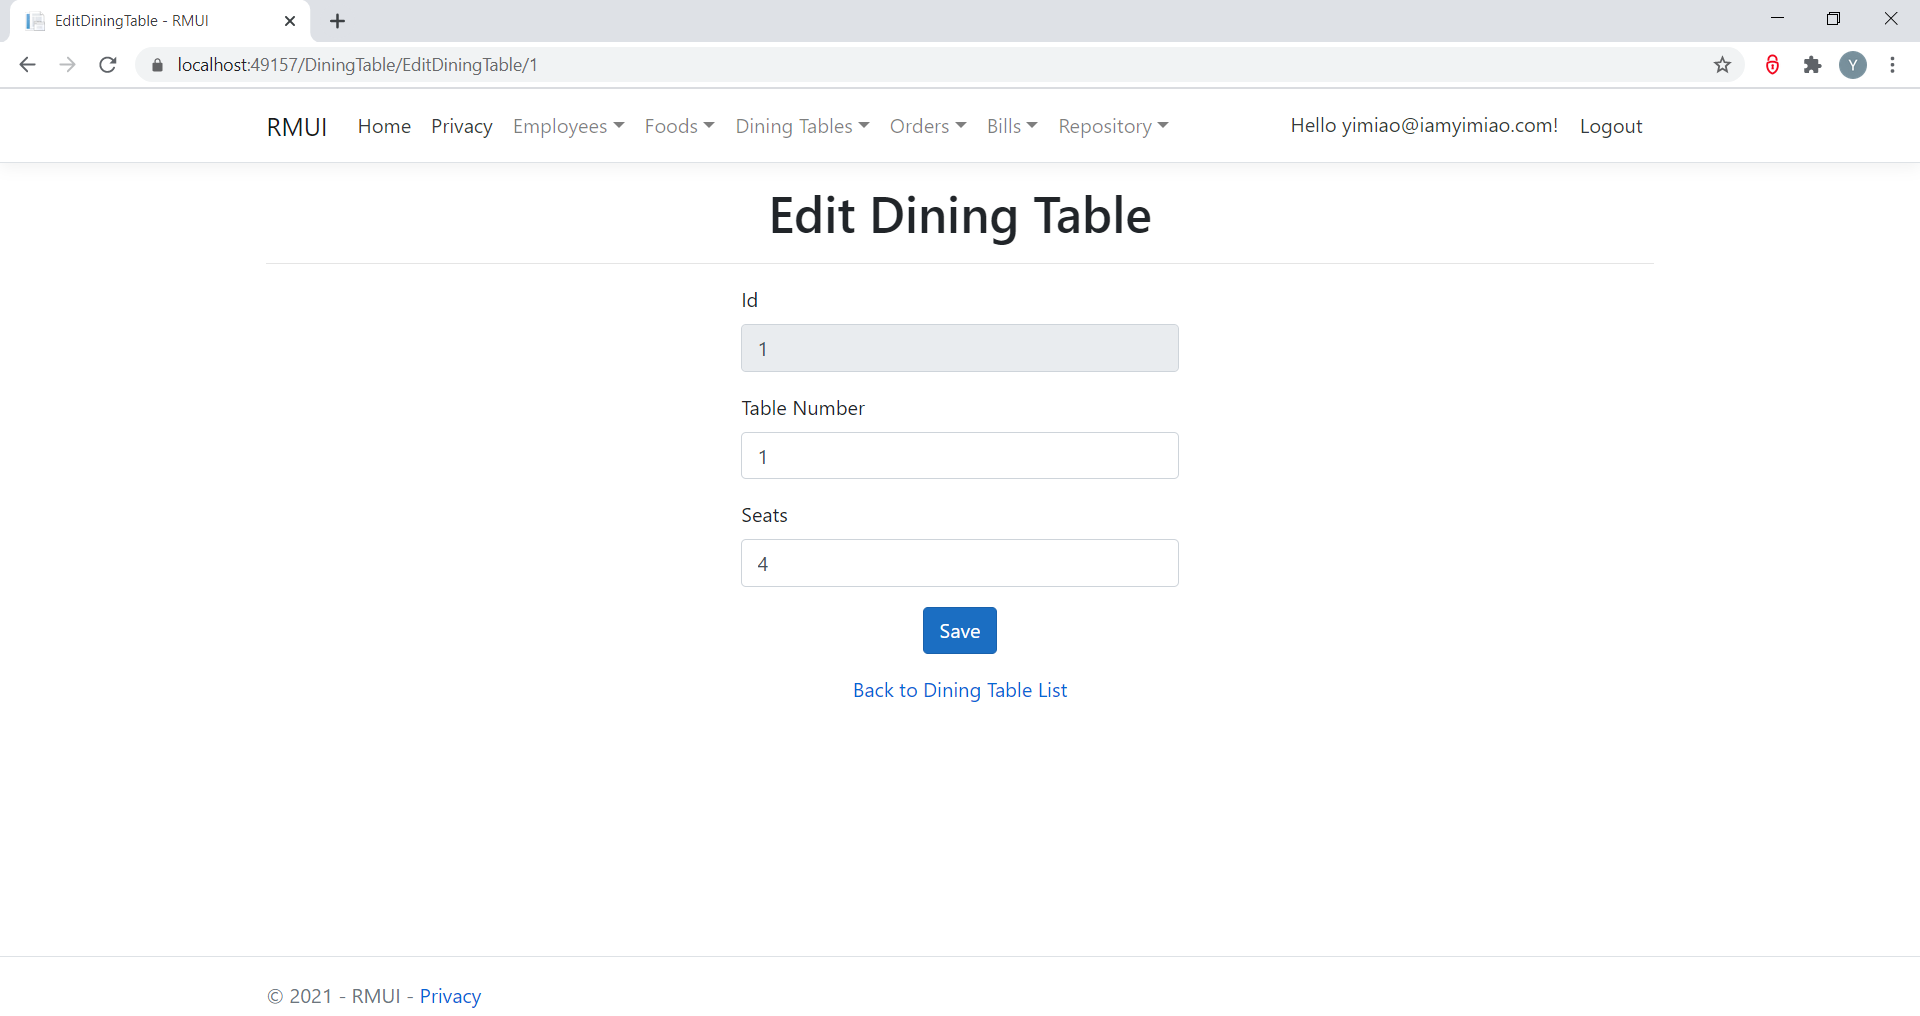 EditDiningTable - RMUI
localhost:49157/DiningTable/EditDiningTable/1
Y
RMUI Home Privacy Employees Foods Dining Tables Orders Bills Repository Hello yimiao@iamyimiao.com! Logout
Edit Dining Table
Id
1
Table Number
1
Seats
4
Save
Back to Dining Table List
© 2021 - RMUI - Privacy